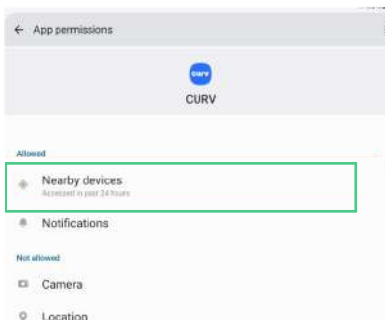 ← App permissions
curv
CURV
Allowed
Nearby devices
Accessed in past 24 hours
Notifications
Not allowed
Camera
Location